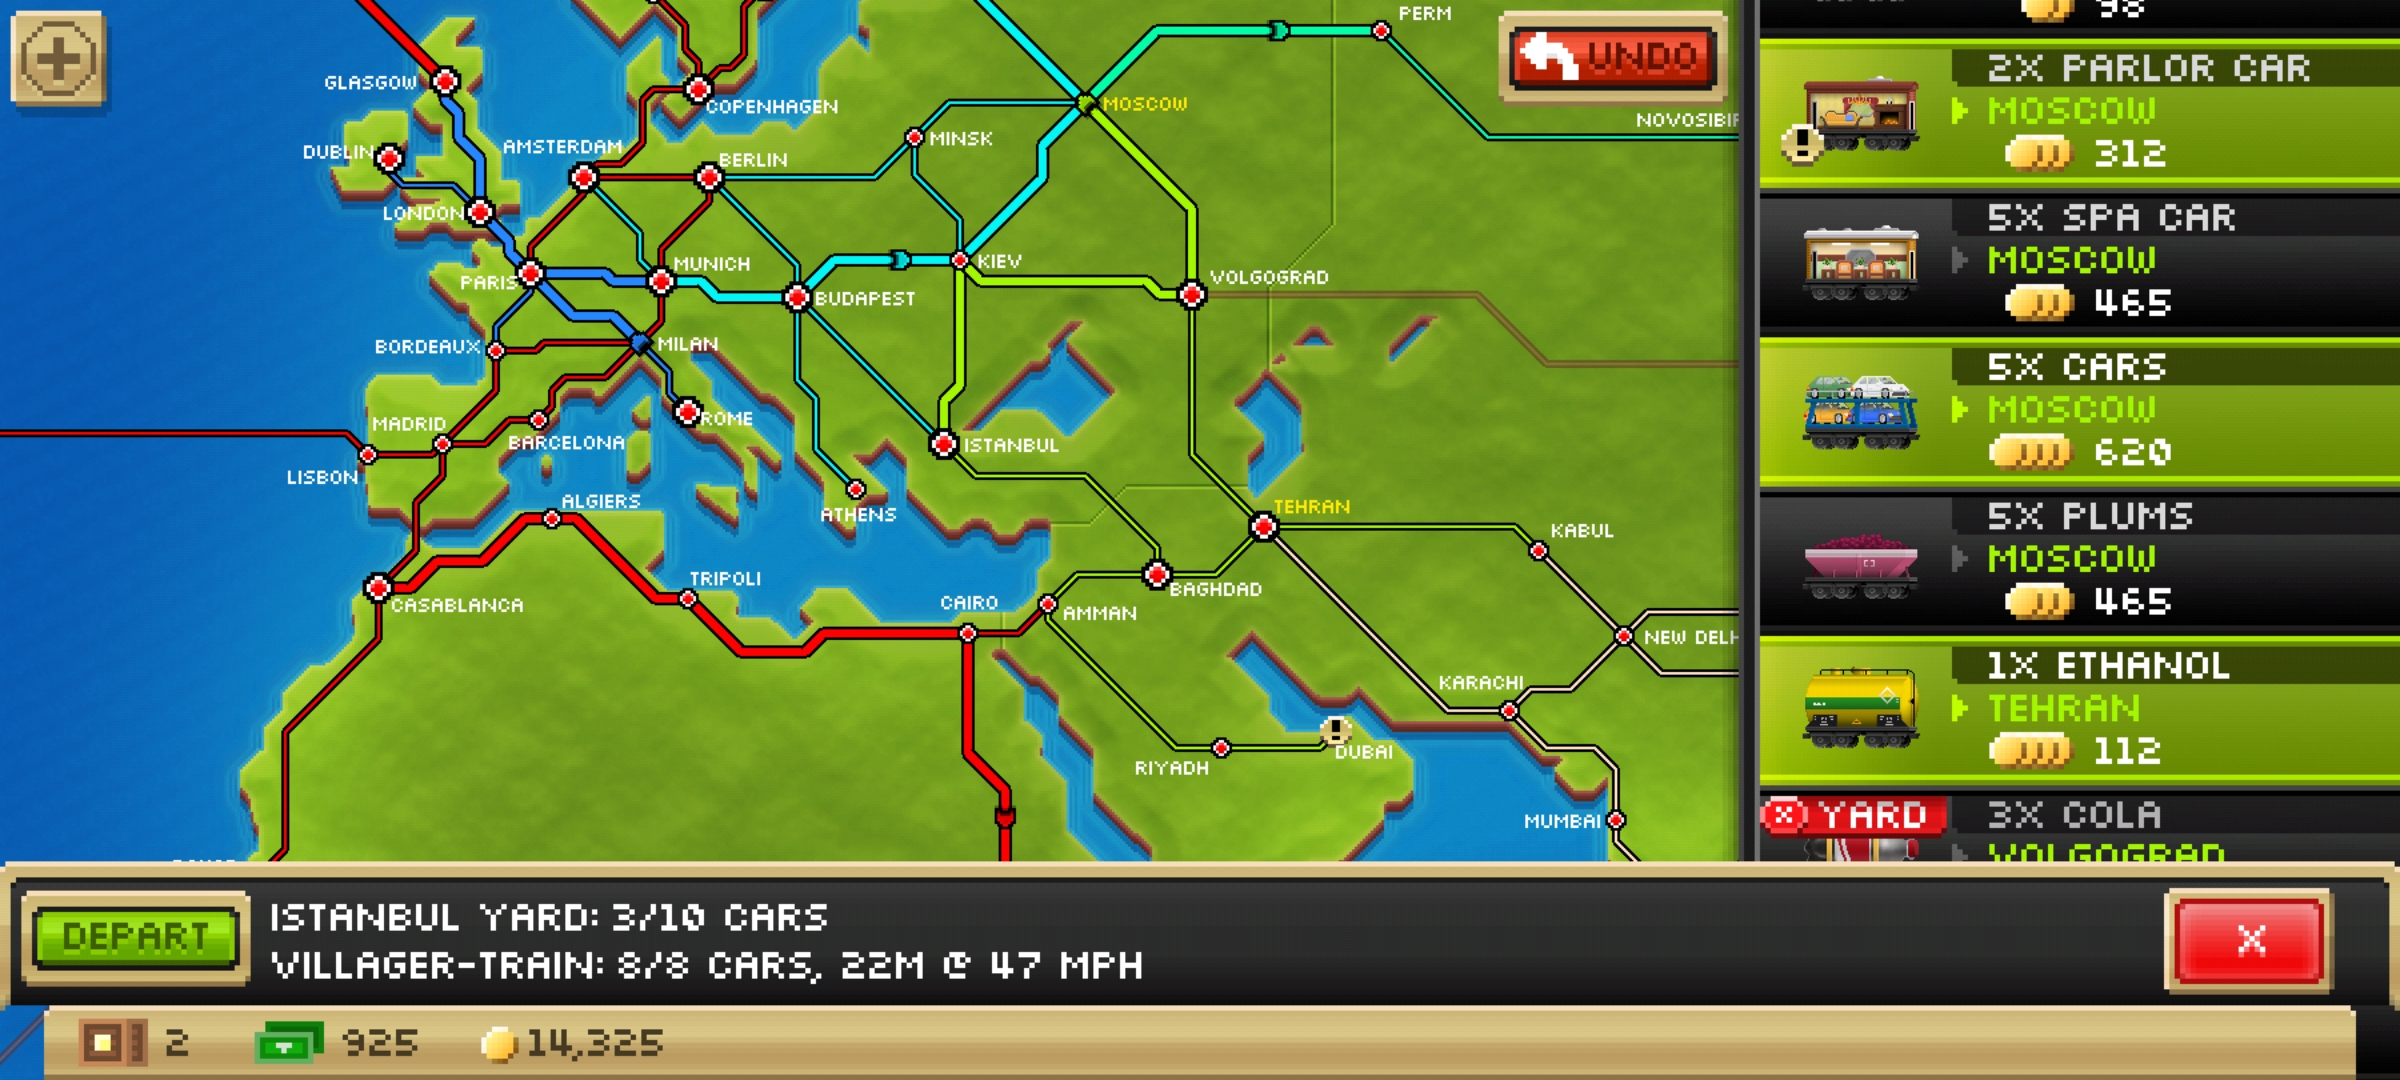 PERM
UNDO
98
GLASGOW
COPENHAGEN
MOSCOW
NOVOSIBIR
2X PARLOR CAR
MOSCOW
312
DUBLIN
AMSTERDAM
BERLIN
MINSK
LONDON
5X SPA CAR
MOSCOW
465
PARIS
MUNICH
BUDAPEST
KIEV
VOLGOGRAD
BORDEAUX
MILAN
5X CARS
MOSCOW
620
MADRID
BARCELONA
ROME
ISTANBUL
LISBON
ALGIERS
ATHENS
TEHRAN
KABUL
5X PLUMS
MOSCOW
465
CASABLANCA
TRIPOLI
CAIRO
AMMAN
BAGHDAD
NEW DELH
KARACHI
1X ETHANOL
TEHRAN
112
RIYADH
DUBAI
MUMBAI
YARD
3X COLA
VOLGOGRAD
DEPART
ISTANBUL YARD: 3/10 CARS
VILLAGER-TRAIN: 8/8 CARS, 22M @ 47 MPH
X
2
925
14,325